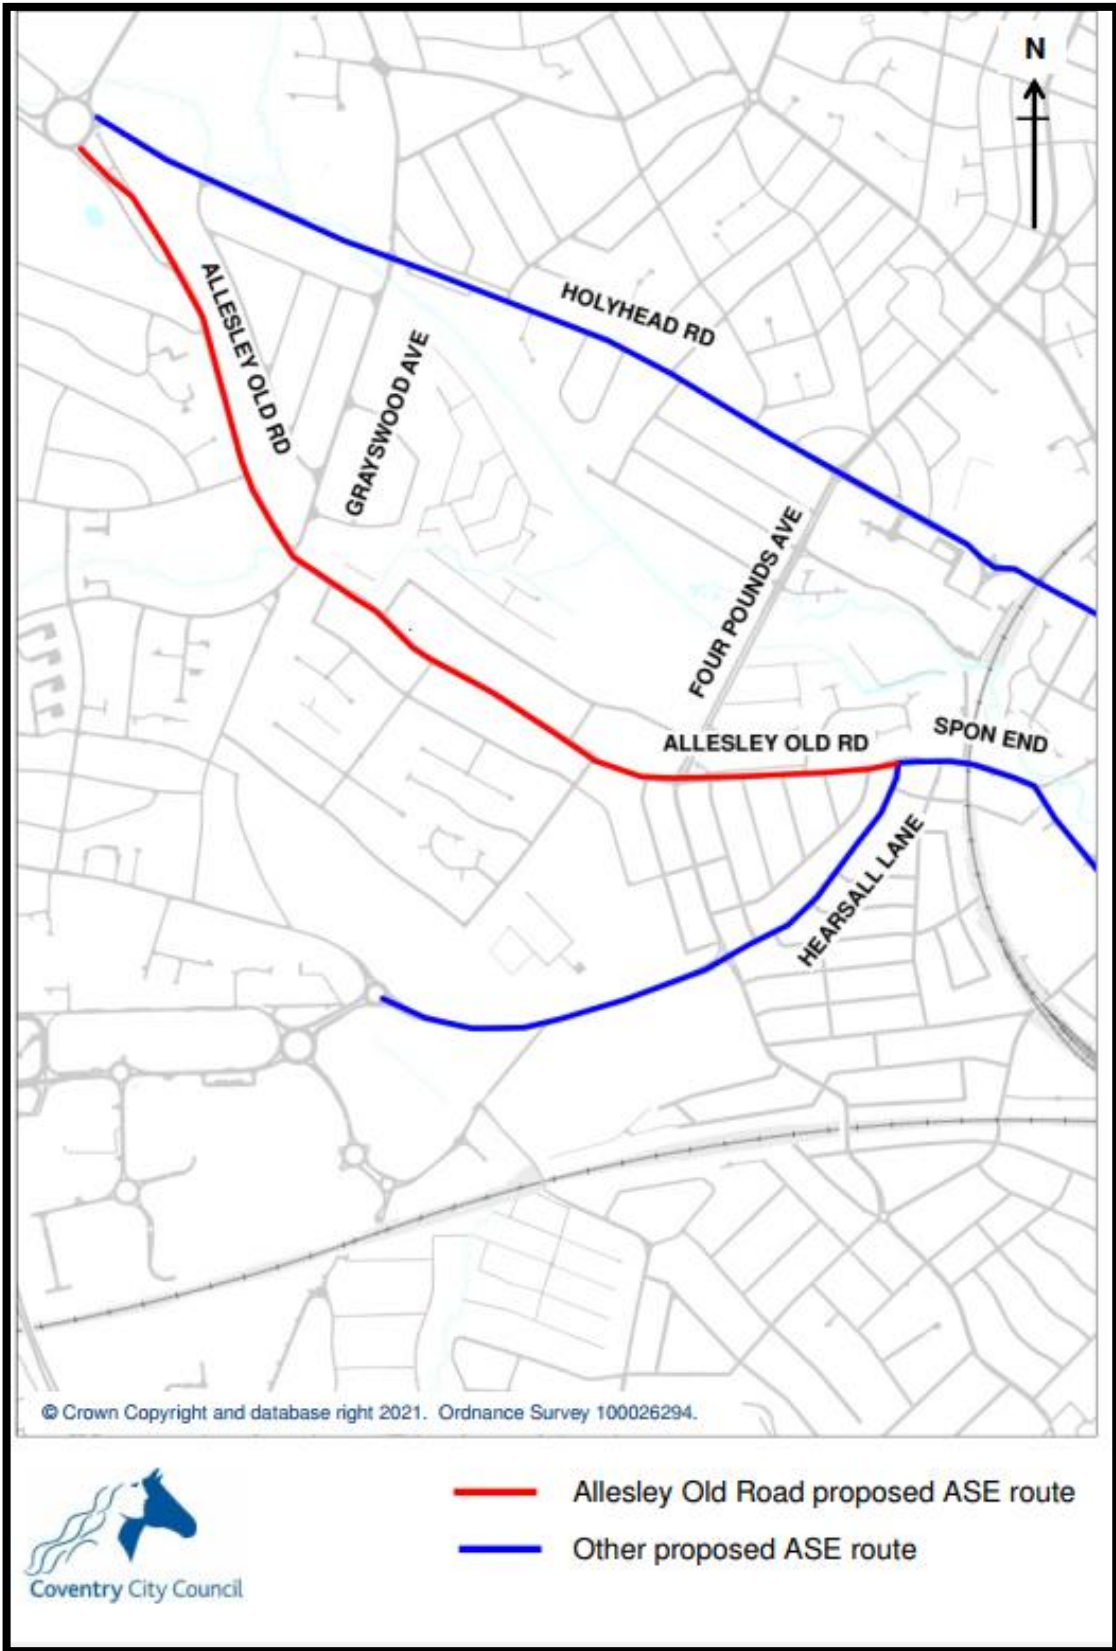 N
HOLYHEAD RD
ALLESLEY OLD RD
GRAYSWOOD AVE
FOUR POUNDS AVE
ALLESLEY OLD RD
SPON END
HEARSALL LANE
© Crown Copyright and database right 2021. Ordnance Survey 100026294.
Allesley Old Road proposed ASE route
Other proposed ASE route
Coventry City Council